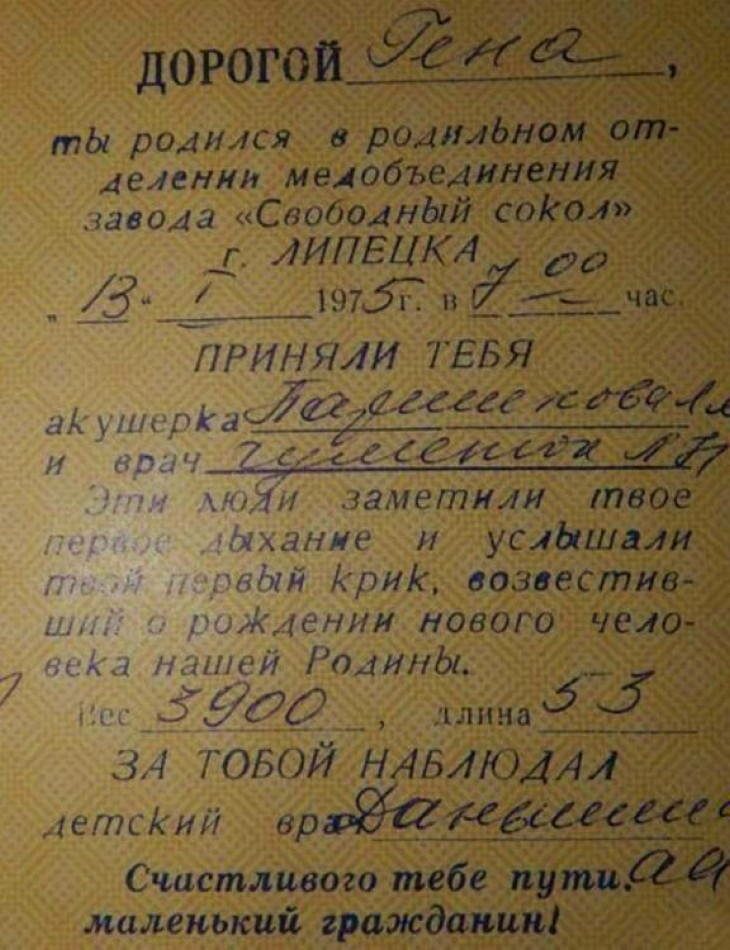 ДОРОГОЙ Гена,
ты родился в родильном от-
делении медобъединения
завода «Свободный сокол»
г. ЛИПЕЦКА
„13“ I 1975 г. в 7 00 час.
ПРИНЯЛИ ТЕБЯ
акушерка
и врач
Эти люди заметили твое
первое дыхание и услышали
твой первый крик, возвестив-
ший о рождении нового чело-
века нашей Родины.
Вес 3900, длина 53
ЗА ТОБОЙ НАБЛЮДАЛ
детский врач
Счастливого тебе пути,
маленький гражданин!